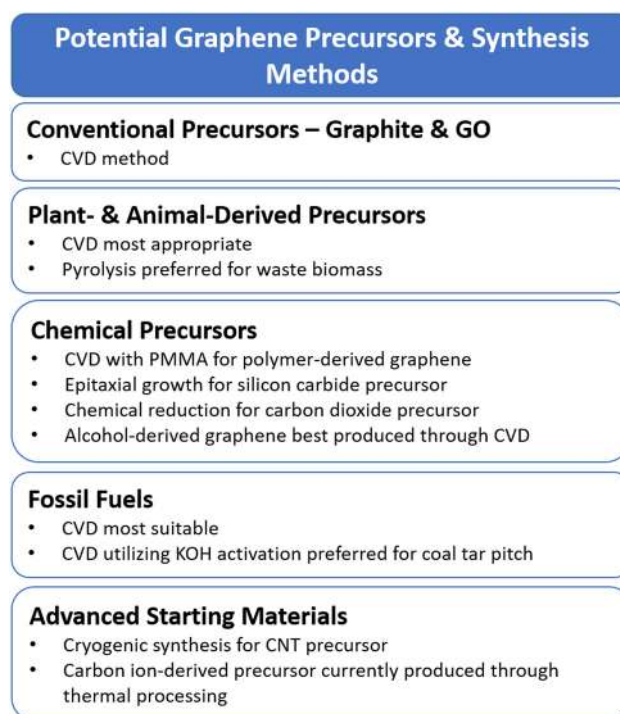 Potential Graphene Precursors & Synthesis
Methods
Conventional Precursors – Graphite & GO
• CVD method
Plant- & Animal-Derived Precursors
• CVD most appropriate
• Pyrolysis preferred for waste biomass
Chemical Precursors
• CVD with PMMA for polymer-derived graphene
• Epitaxial growth for silicon carbide precursor
• Chemical reduction for carbon dioxide precursor
• Alcohol-derived graphene best produced through CVD
Fossil Fuels
• CVD most suitable
• CVD utilizing KOH activation preferred for coal tar pitch
Advanced Starting Materials
• Cryogenic synthesis for CNT precursor
• Carbon ion-derived precursor currently produced through
thermal processing